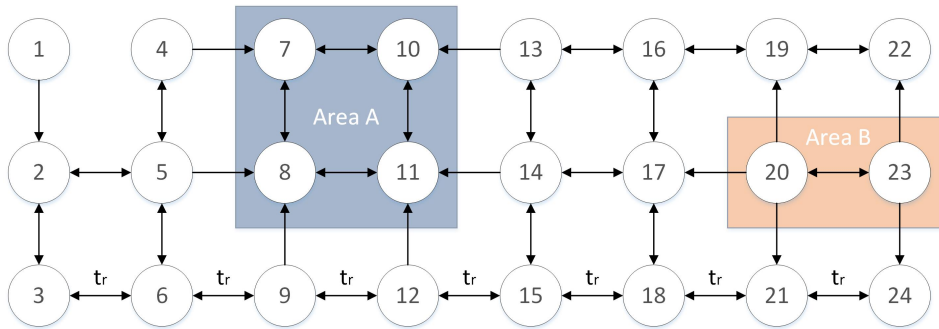 1 4 7 10 13 16 19 22
Area A
Area B
2 5 8 11 14 17 20 23
tr tr tr tr tr tr tr
3 6 9 12 15 18 21 24